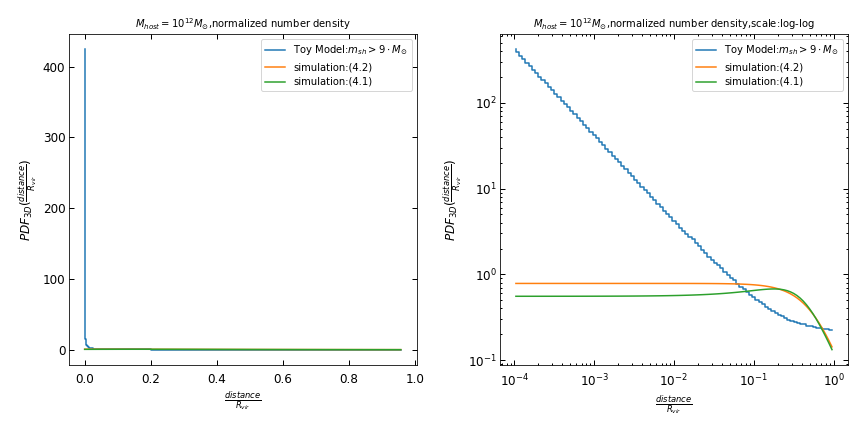 M_host = 10^12 M_⊙,normalized number density
Toy Model:m_sh > 9 · M_⊙
simulation:(4.2)
simulation:(4.1)
PDF_3D(distance/R_vir)
400
300
200
100
0
0.0 0.2 0.4 0.6 0.8 1.0
distance/R_vir
M_host = 10^12 M_⊙,normalized number density,scale:log-log
Toy Model:m_sh > 9 · M_⊙
simulation:(4.2)
simulation:(4.1)
PDF_3D(distance/R_vir)
10^2
10^1
10^0
10^−1
10^−4 10^−3 10^−2 10^−1 10^0
distance/R_vir